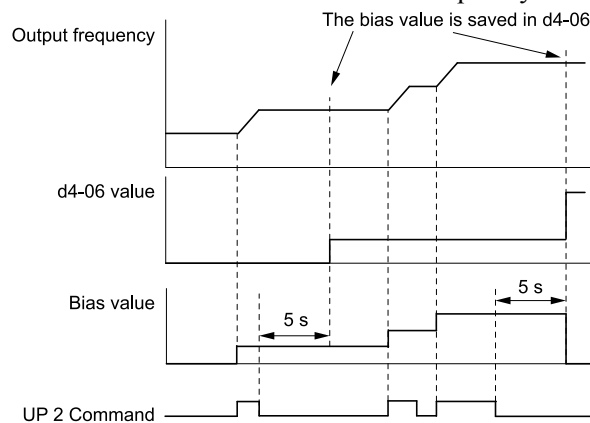 The bias value is saved in d4-06
Output frequency
d4-06 value
Bias value
5 s
5 s
UP 2 Command